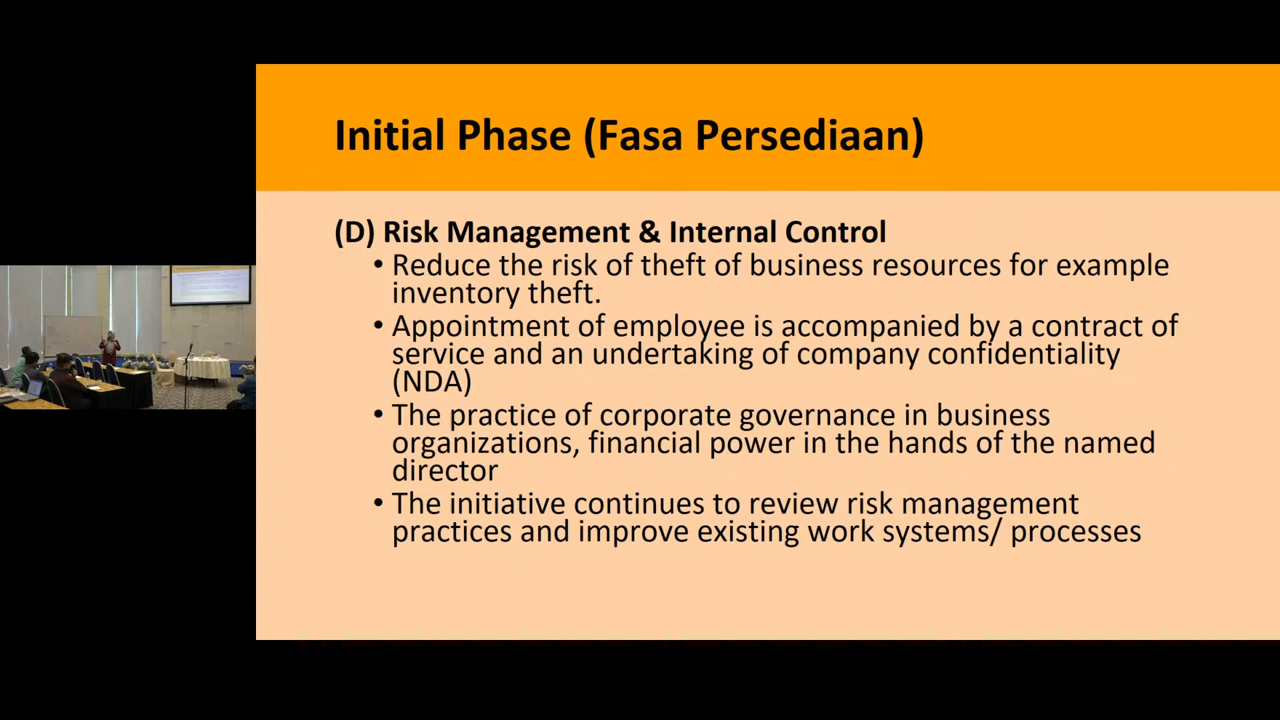 Initial Phase (Fasa Persediaan)
(D) Risk Management & Internal Control
• Reduce the risk of theft of business resources for example
inventory theft.
• Appointment of employee is accompanied by a contract of
service and an undertaking of company confidentiality
(NDA)
• The practice of corporate governance in business
organizations, financial power in the hands of the named
director
• The initiative continues to review risk management
practices and improve existing work systems/ processes